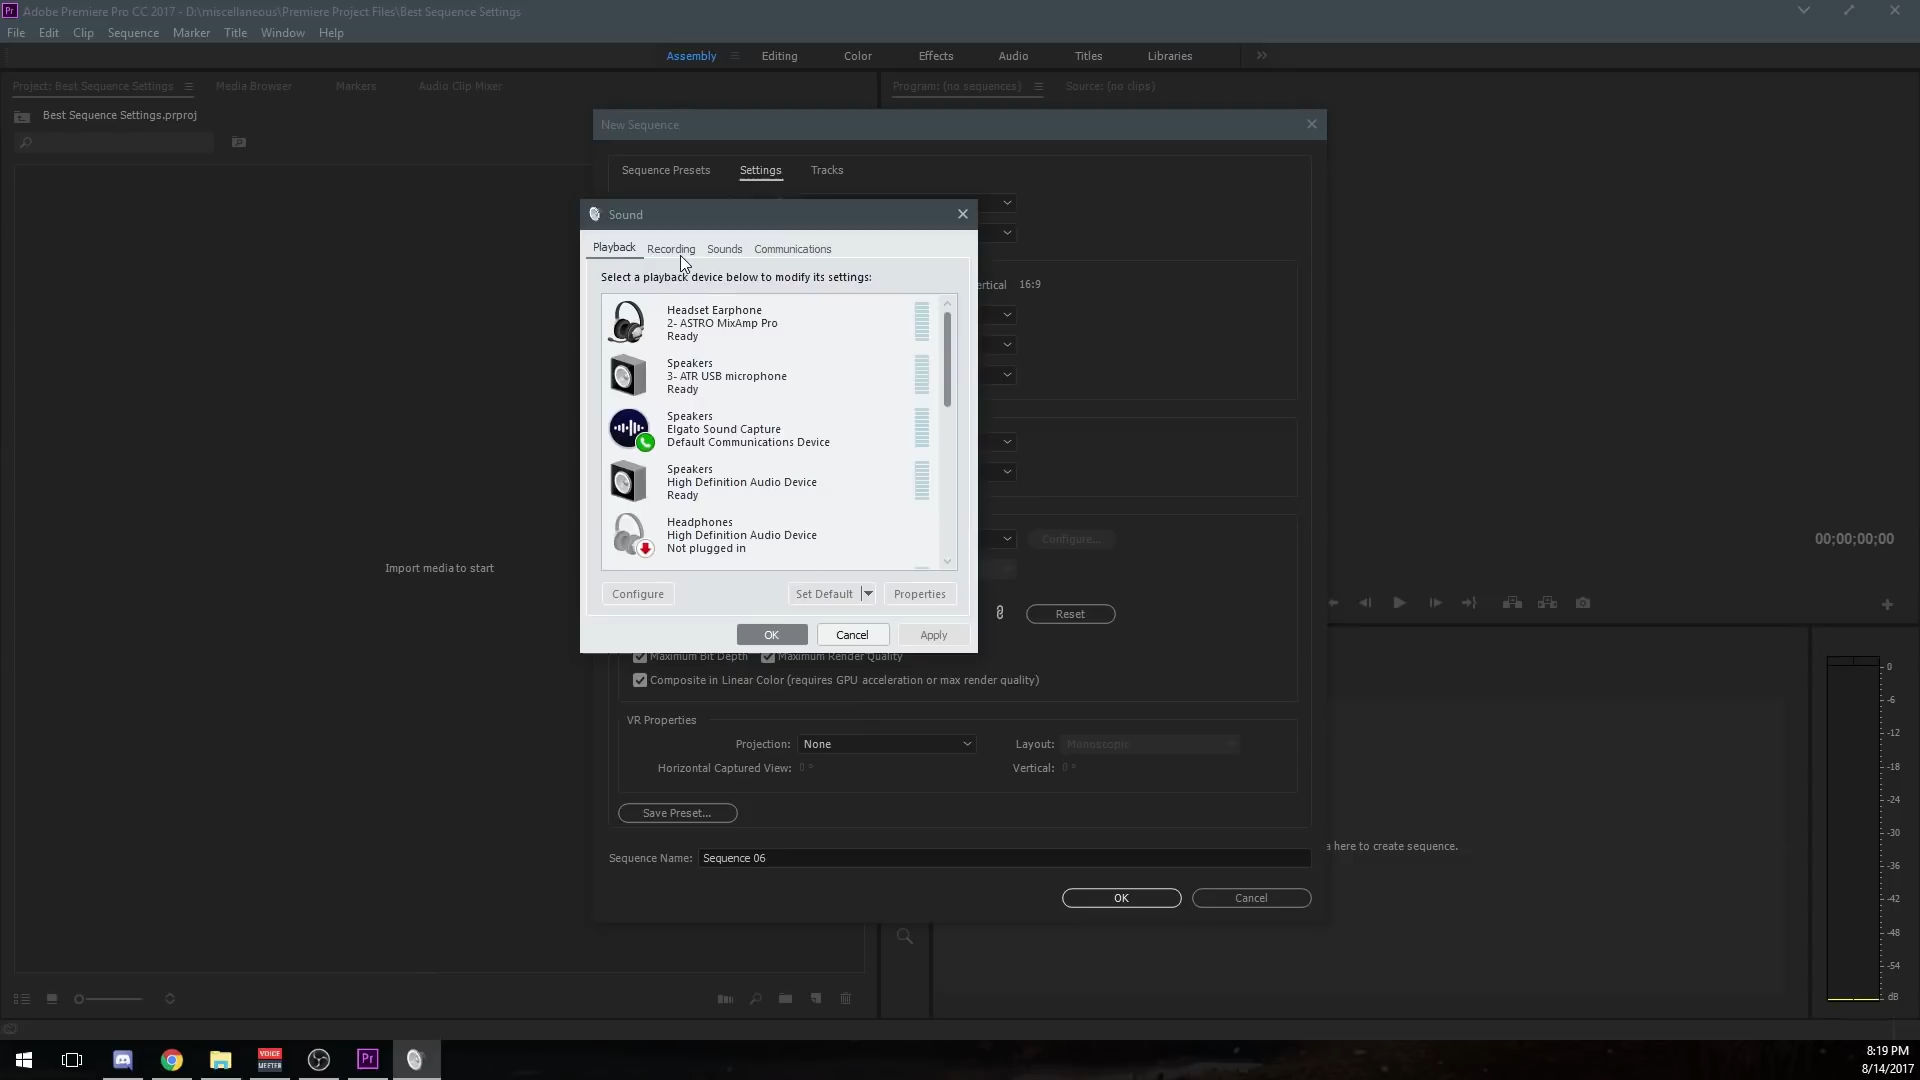 Adobe Premiere Pro CC 2017 - D:\miscellaneous\Premiere Project Files\Best Sequence Settings
File Edit Clip Sequence Marker Title Window Help
Assembly Editing Color Effects Audio Titles Libraries
Project: Best Sequence Settings Media Browser Markers Audio Clip Mixer
Program: (no sequences) Source: (no clips)
Best Sequence Settings.prproj
Import media to start
New Sequence
Sequence Presets Settings Tracks
ertical 16:9
Configure...
Reset
Maximum Bit Depth Maximum Render Quality
Composite in Linear Color (requires GPU acceleration or max render quality)
VR Properties
Projection: None Layout: Monoscopic
Horizontal Captured View: 0 ° Vertical: 0 °
Save Preset...
Sequence Name: Sequence 06
OK Cancel
Sound
Playback Recording Sounds Communications
Select a playback device below to modify its settings:
Headset Earphone
2- ASTRO MixAmp Pro
Ready
Speakers
3- ATR USB microphone
Ready
Speakers
Elgato Sound Capture
Default Communications Device
Speakers
High Definition Audio Device
Ready
Headphones
High Definition Audio Device
Not plugged in
Configure Set Default Properties
OK Cancel Apply
00;00;00;00
a here to create sequence.
0
-6
-12
-18
-24
-30
-36
-42
-48
-54
dB
Pr
VOICE
MEETER
Pr
8:19 PM
8/14/2017